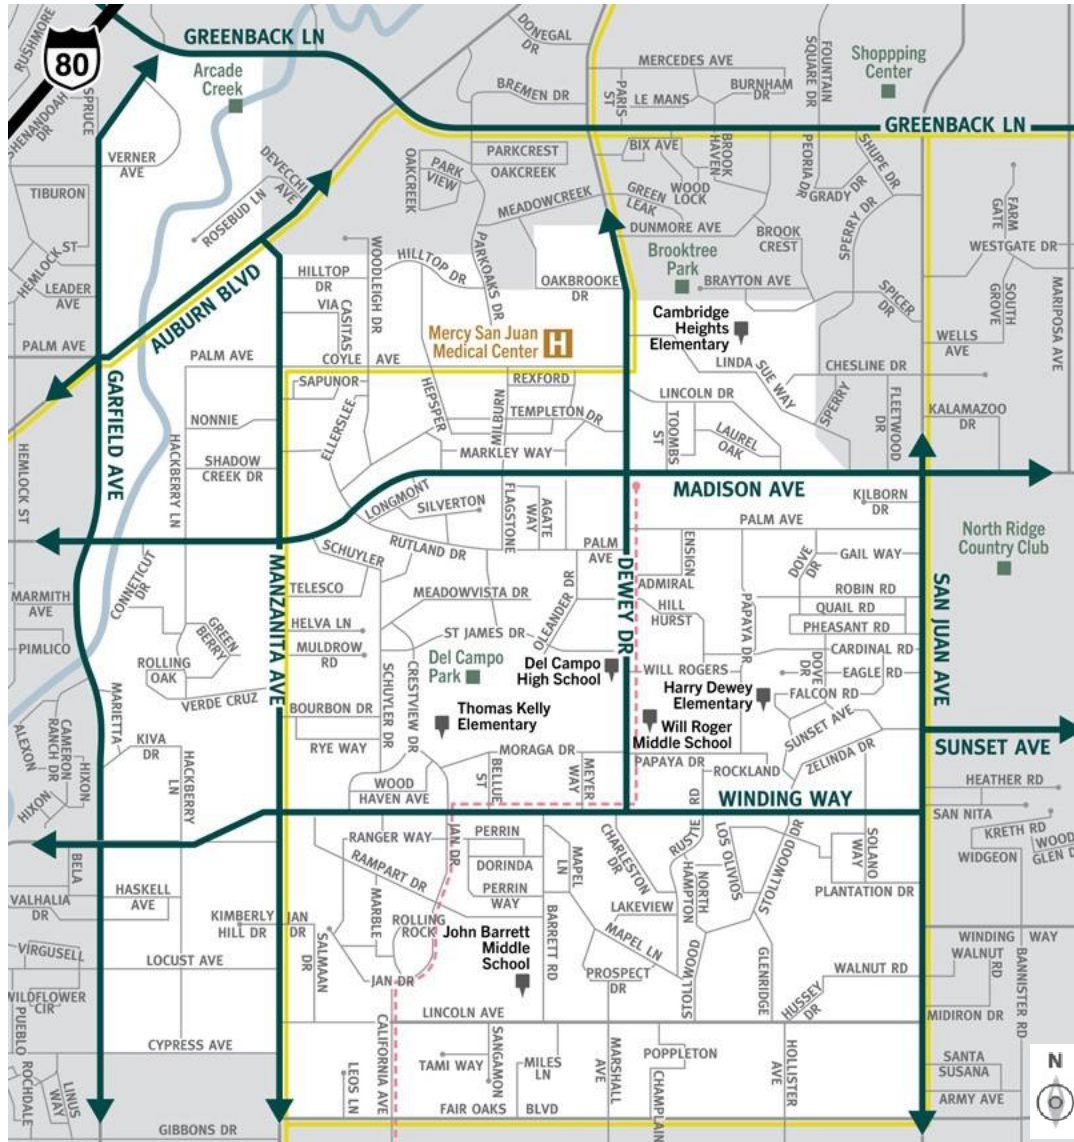 80
RUSHMORE
SHENANDOAH
DR
SPRUCE
GREENBACK LN
Arcade
Creek
DONEGAL
DR
MERCEDES AVE
BREMEN DR
PARIS
ST
LE MANS
BURNHAM
DR
FOUNTAIN
SQUARE DR
Shoppping
Center
GREENBACK LN
VERNER
AVE
DEVECCHI
AVE
ROSEBUD LN
OAKCREEK
PARK
VIEW
PARKCREST
OAKCREEK
MEADOWCREEK
BIX AVE
BROOK
HAVEN
WOOD
LOCK
GREEN
LEAK
DUNMORE AVE
PEORIA DR
GRADY DR
SHUPE DR
SPERRY DR
TIBURON
HEMLOCK ST
HEMLOCK
LEADER
AVE
PALM AVE
AUBURN BLVD
HILLTOP
DR
VIA
CASITAS
WOODLEIGH DR
HILLTOP DR
PARKOAKS DR
OAKBROOKE
DR
Brooktree
Park
BROOK
CREST
BRAYTON AVE
SPICER
DR
FARM
GATE
WESTGATE DR
SOUTH
GROVE
MARIPOSA AVE
WELLS
AVE
Mercy San Juan
Medical Center
H
Cambridge
Heights
Elementary
PALM AVE
COYLE AVE
LINDA
SUE WAY
CHESLINE DR
SPERRY
FLEETWOOD
DR
KALAMAZOO
DR
GARFIELD AVE
HEMLOCK ST
HACKBERRY LN
NONNIE
SHADOW
CREEK DR
SAPUNOR
ELLERSLEE
HEPSPER
MILBURN
REXFORD
TEMPLETON DR
MARKLEY WAY
LINCOLN DR
TOOMBS
ST
LAUREL
OAK
MADISON AVE
LONGMONT
SILVERTON
FLAGSTONE
AGATE
WAY
KILBORN
DR
North Ridge
Country Club
SCHUYLER
RUTLAND DR
PALM
AVE
PALM AVE
ENSIGN
DOVE
DR
GAIL WAY
CONNECTICUT
DR
MARMITH
AVE
PIMLICO
MANZANITA AVE
TELESCO
MEADOWVISTA DR
OLEANDER DR
DEWEY DR
ADMIRAL
HILL
HURST
PAPAYA DR
ROBIN RD
QUAIL RD
PHEASANT RD
SAN JUAN AVE
GREEN
BERRY
ROLLING
OAK
VERDE CRUZ
HELVA LN
MULDROW
RD
ST JAMES DR
Del Campo
Park
Del Campo
High School
WILL ROGERS
CARDINAL RD
DOVE
DR
EAGLE RD
FALCON RD
Harry Dewey
Elementary
SCHUYLER DR
CRESTVIEW DR
Thomas Kelly
Elementary
Will Roger
Middle School
SUNSET AVE
ZELINDA DR
SUNSET AVE
MARIETTA
BOURBON DR
RYE WAY
ALEXON
CAMERON
RANCH DR
HIXON
HIXON
KIVA
DR
HACKBERRY
LN
WOOD
HAVEN AVE
MORAGA DR
BELLUE
ST
MEYER
WAY
PAPAYA DR
ROCKLAND
RD
HEATHER RD
WINDING WAY
SAN NITA
KRETH RD
WIDGEON
WOOD
GLEN D
BELA
VALHALIA
DR
HASKELL
AVE
RANGER WAY
JAN DR
PERRIN
DORINDA
PERRIN
WAY
RAMPART DR
MARBLE
ROLLING
ROCK
MAPEL
LN
CHARLESTON
DR
RUSTIE
LOS OLIVIOS
NORTH
HAMPTON
STOLLWOOD DR
SOLANO
WAY
PLANTATION DR
LAKEVIEW
MAPEL LN
BARRETT RD
KIMBERLY
HILL DR
JAN
DR
DR
SALMAAN
John Barrett
Middle
School
JAN DR
PROSPECT
DR
STOLLWOOD
GLENRIDGE
HUSSEY
DR
WALNUT RD
WINDING WAY
WALNUT
RD
BANNISTER RD
MIDIRON DR
VIRGUSELL
LOCUST AVE
WILDFLOWER
CIR
PUEBLO
CYPRESS AVE
LINCOLN AVE
LEOS LN
CALIFORNIA AVE
TAMI WAY
SANGAMON
MILES
LN
MARSHALL
AVE
POPPLETON
CHAMPLAIN
HOLLISTER
AVE
SANTA
SUSANA
ARMY AVE
ROCHDALE
LINUS
WAY
GIBBONS DR
FAIR OAKS BLVD
N